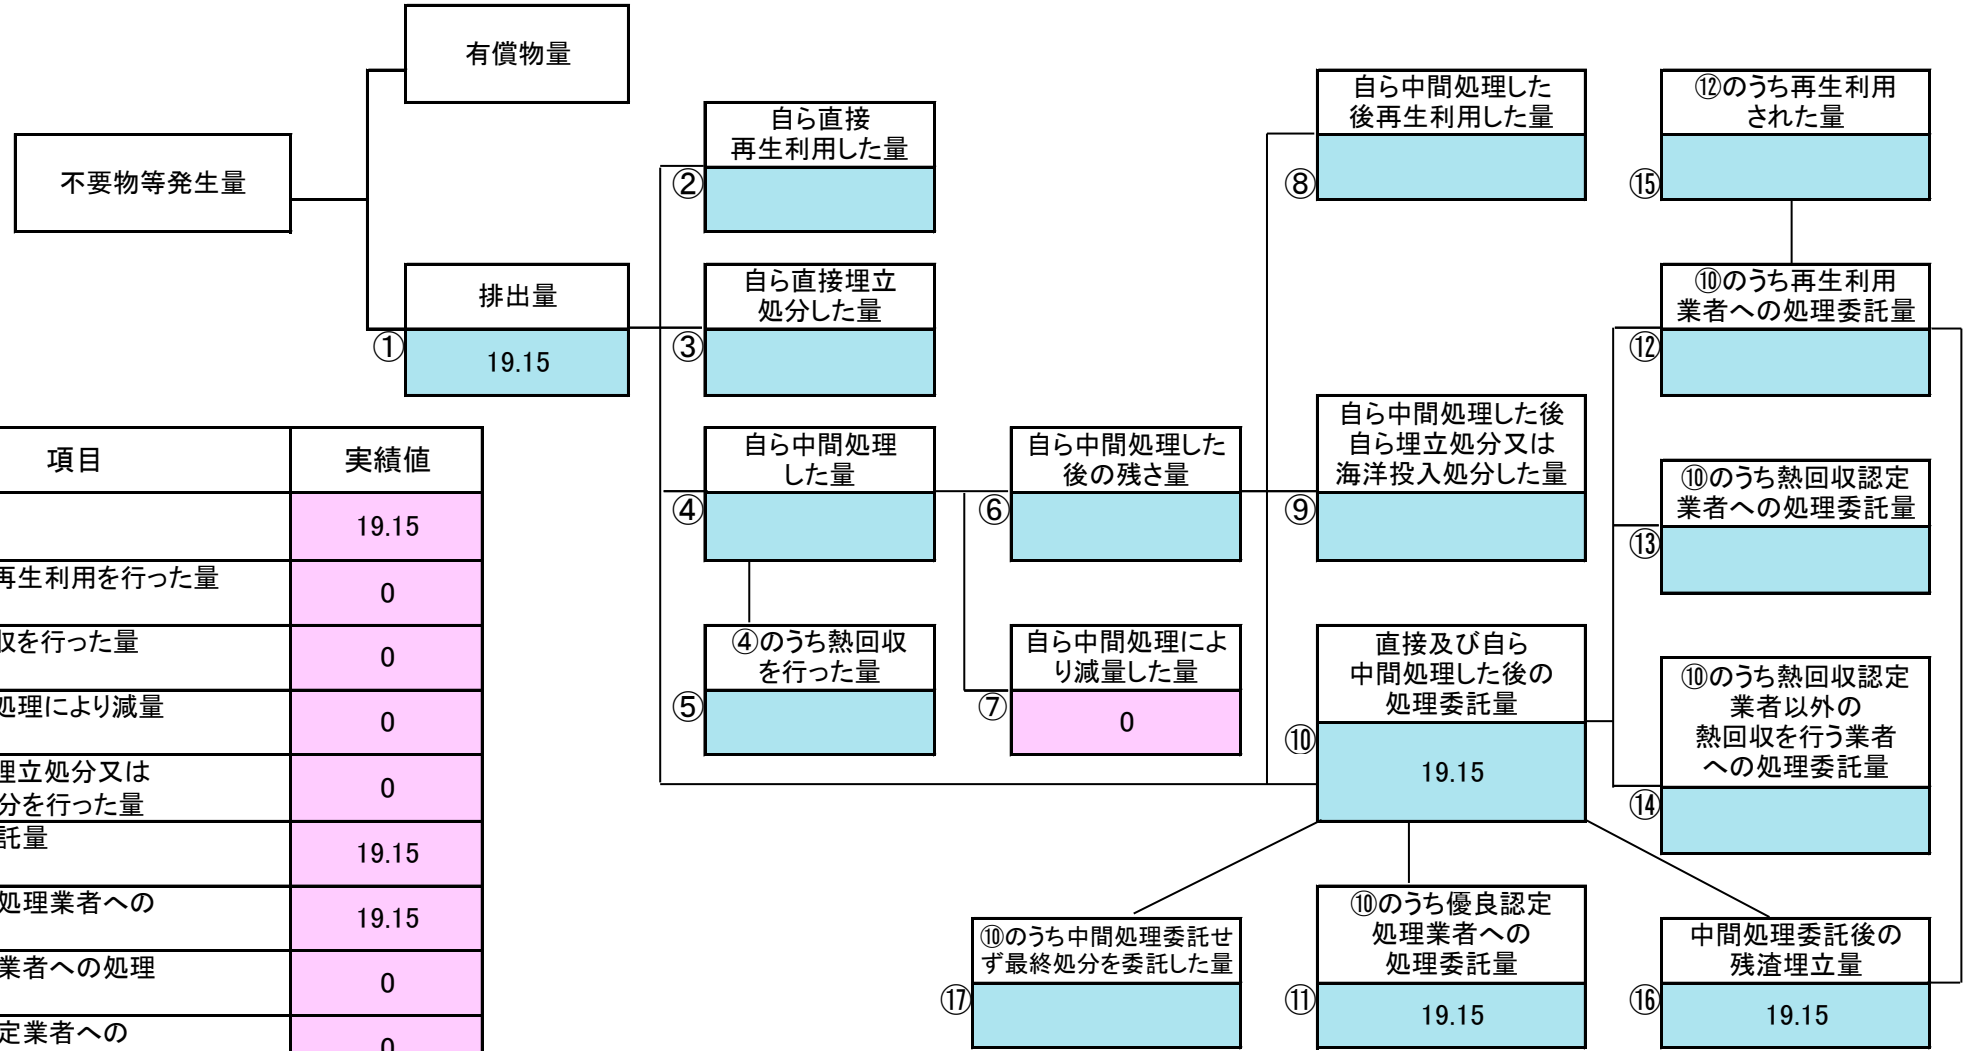 有償物量
不要物等発生量
排出量
①
19.15
自ら直接
再生利用した量
②
自ら直接埋立
処分した量
③
自ら中間処理
した量
④
④のうち熱回収
を行った量
⑤
自ら中間処理した
後の残さ量
⑥
自ら中間処理によ
り減量した量
⑦
0
自ら中間処理した
後再生利用した量
⑧
自ら中間処理した後
自ら埋立処分又は
海洋投入処分した量
⑨
直接及び自ら
中間処理した後の
処理委託量
⑩
19.15
⑫のうち再生利用
された量
⑮
⑩のうち再生利用
業者への処理委託量
⑫
⑩のうち熱回収認定
業者への処理委託量
⑬
⑩のうち熱回収認定
業者以外の
熱回収を行う業者
への処理委託量
⑭
⑩のうち中間処理委託せ
ず最終処分を委託した量
⑰
⑩のうち優良認定
処理業者への
処理委託量
⑪
19.15
中間処理委託後の
残渣埋立量
⑯
19.15
項目 実績値
19.15
再生利用を行った量
0
収を行った量
0
処理により減量
0
埋立処分又は
分を行った量
0
託量
19.15
処理業者への
19.15
業者への処理
0
定業者への
0